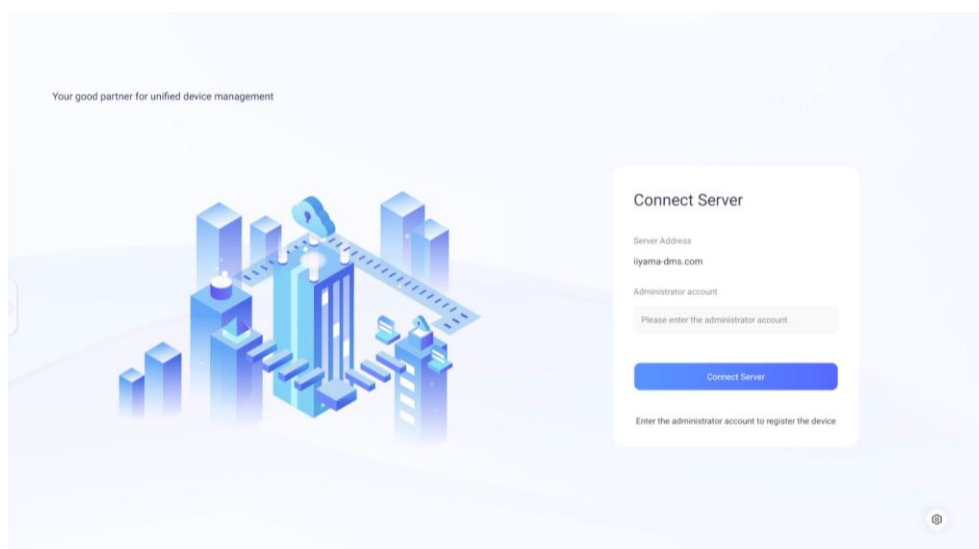 Your good partner for unified device management
Connect Server
Server Address
iiyama-dms.com
Administrator account
Please enter the administrator account
Connect Server
Enter the administrator account to register the device